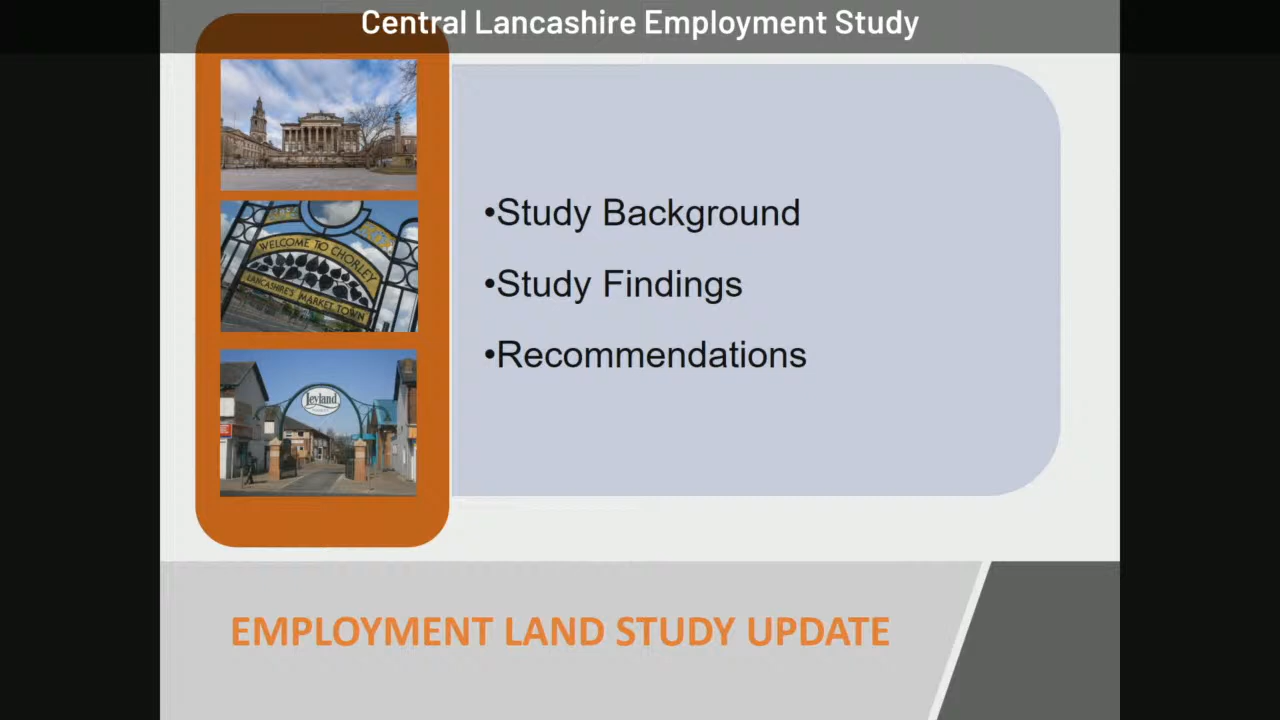 Central Lancashire Employment Study
WELCOME TO CHORLEY
LANCASHIRE'S MARKET TOWN
Leyland
•Study Background
•Study Findings
•Recommendations
EMPLOYMENT LAND STUDY UPDATE